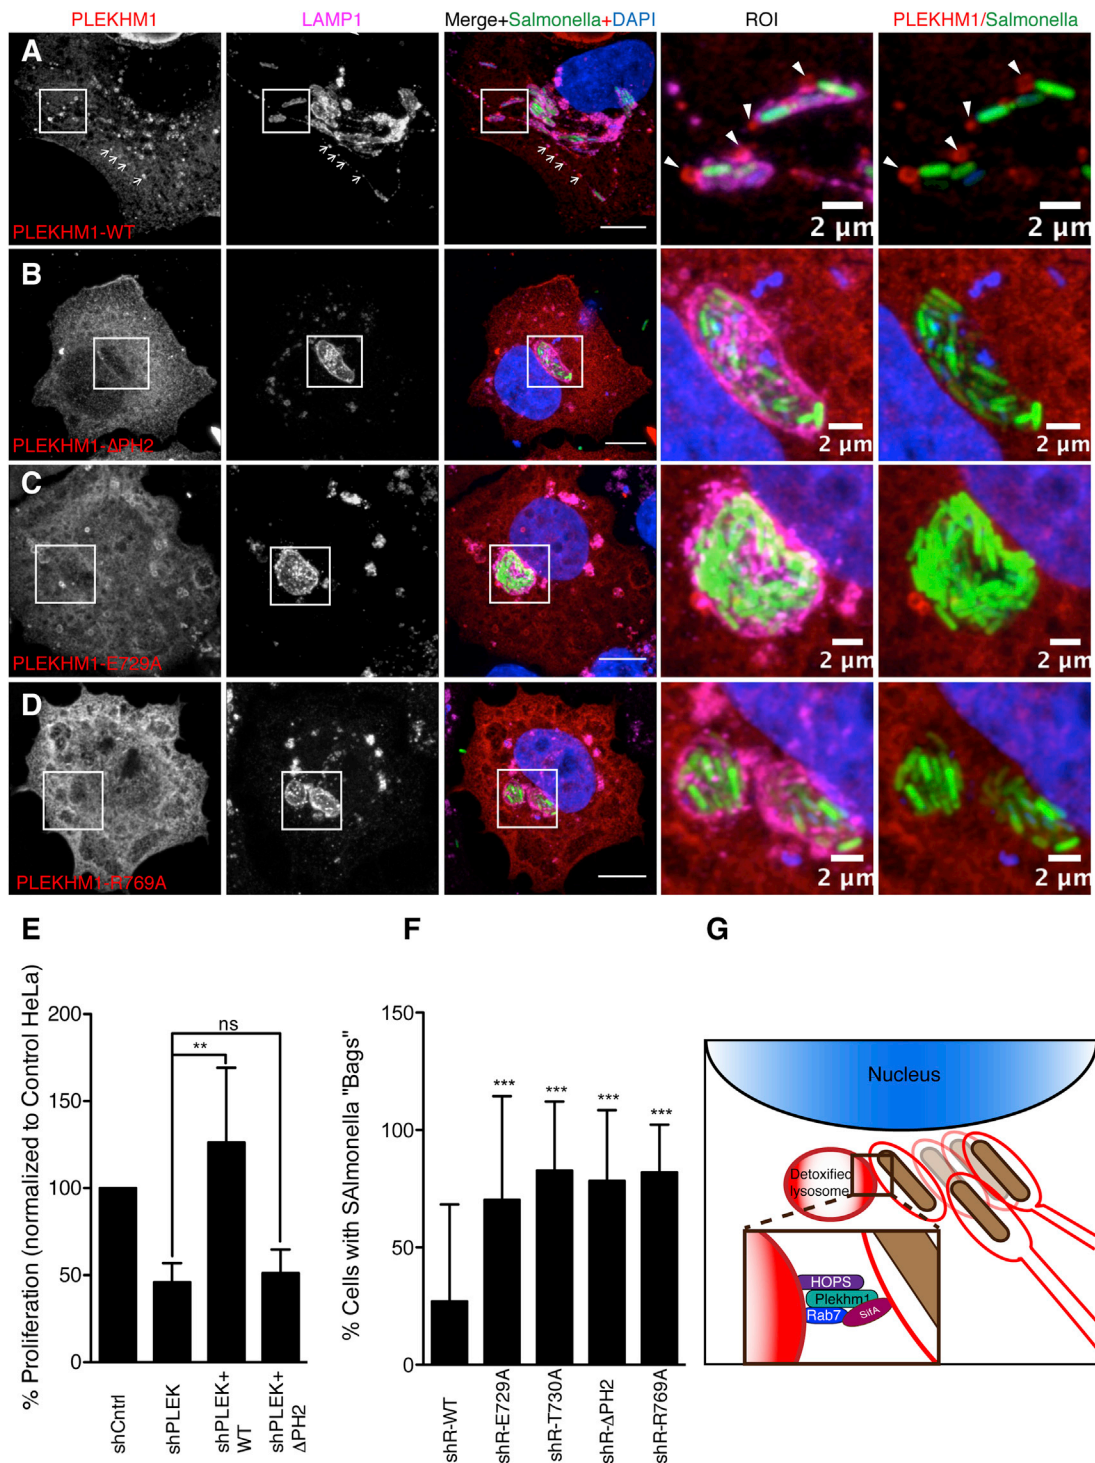 PLEKHM1 LAMP1 Merge+Salmonella+DAPI ROI PLEKHM1/Salmonella
A
PLEKHM1-WT
2 µm
2 µm
B
PLEKHM1-ΔPH2
2 µm
2 µm
C
PLEKHM1-E729A
2 µm
2 µm
D
PLEKHM1-R769A
2 µm
2 µm
E
% Proliferation (normalized to Control HeLa)
200
150
100
50
0
ns
**
shCntrl
shPLEK
shPLEK+
WT
shPLEK+
ΔPH2
F
% Cells with SAlmonella "Bags"
150
100
50
0
***
***
***
***
shR-WT
shR-E729A
shR-T730A
shR-ΔPH2
shR-R769A
G
Nucleus
Detoxified
lysosome
HOPS
Plekhm1
Rab7
SifA